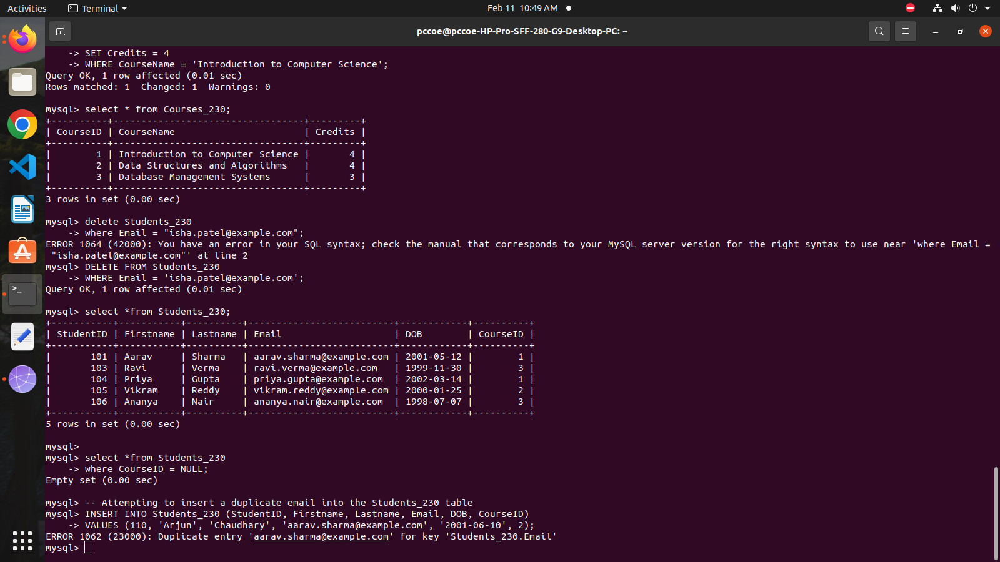 Activities
Terminal
Feb 11 10:49 AM
pccoe@pccoe-HP-Pro-SFF-280-G9-Desktop-PC: ~
    -> SET Credits = 4
    -> WHERE CourseName = 'Introduction to Computer Science';
Query OK, 1 row affected (0.01 sec)
Rows matched: 1  Changed: 1  Warnings: 0

mysql> select * from Courses_230;
+----------+----------------------------------+---------+
| CourseID | CourseName                       | Credits |
+----------+----------------------------------+---------+
|        1 | Introduction to Computer Science |       4 |
|        2 | Data Structures and Algorithms   |       4 |
|        3 | Database Management Systems      |       3 |
+----------+----------------------------------+---------+
3 rows in set (0.00 sec)

mysql> delete Students_230
    -> where Email = "isha.patel@example.com";
ERROR 1064 (42000): You have an error in your SQL syntax; check the manual that corresponds to your MySQL server version for the right syntax to use near 'where Email =
 "isha.patel@example.com"' at line 2
mysql> DELETE FROM Students_230
    -> WHERE Email = 'isha.patel@example.com';
Query OK, 1 row affected (0.01 sec)

mysql> select *from Students_230;
+-----------+-----------+----------+--------------------------+------------+----------+
| StudentID | Firstname | Lastname | Email                    | DOB        | CourseID |
+-----------+-----------+----------+--------------------------+------------+----------+
|       101 | Aarav     | Sharma   | aarav.sharma@example.com | 2001-05-12 |        1 |
|       103 | Ravi      | Verma    | ravi.verma@example.com   | 1999-11-30 |        3 |
|       104 | Priya     | Gupta    | priya.gupta@example.com  | 2002-03-14 |        1 |
|       105 | Vikram    | Reddy    | vikram.reddy@example.com | 2000-01-25 |        2 |
|       106 | Ananya    | Nair     | ananya.nair@example.com  | 1998-07-07 |        3 |
+-----------+-----------+----------+--------------------------+------------+----------+
5 rows in set (0.00 sec)

mysql>
mysql> select *from Students_230
    -> where CourseID = NULL;
Empty set (0.00 sec)

mysql> -- Attempting to insert a duplicate email into the Students_230 table
mysql> INSERT INTO Students_230 (StudentID, Firstname, Lastname, Email, DOB, CourseID)
    -> VALUES (110, 'Arjun', 'Chaudhary', 'aarav.sharma@example.com', '2001-06-10', 2);
ERROR 1062 (23000): Duplicate entry 'aarav.sharma@example.com' for key 'Students_230.Email'
mysql>